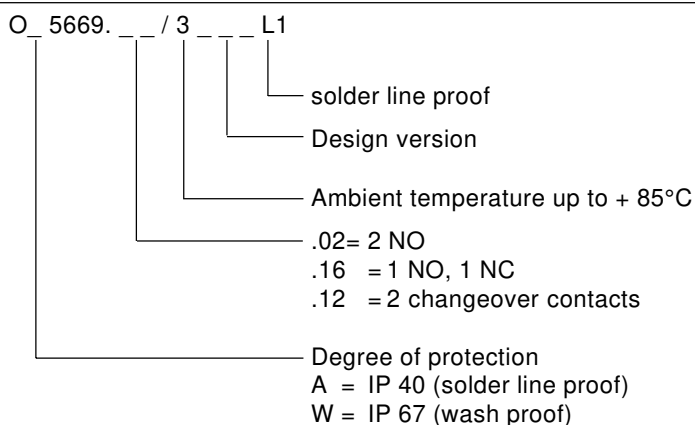 O_ 5669. _ _ / 3 _ _ _ L1
solder line proof
Design version
Ambient temperature up to + 85°C
.02= 2 NO
.16 = 1 NO, 1 NC
.12 = 2 changeover contacts
Degree of protection
A = IP 40 (solder line proof)
W = IP 67 (wash proof)